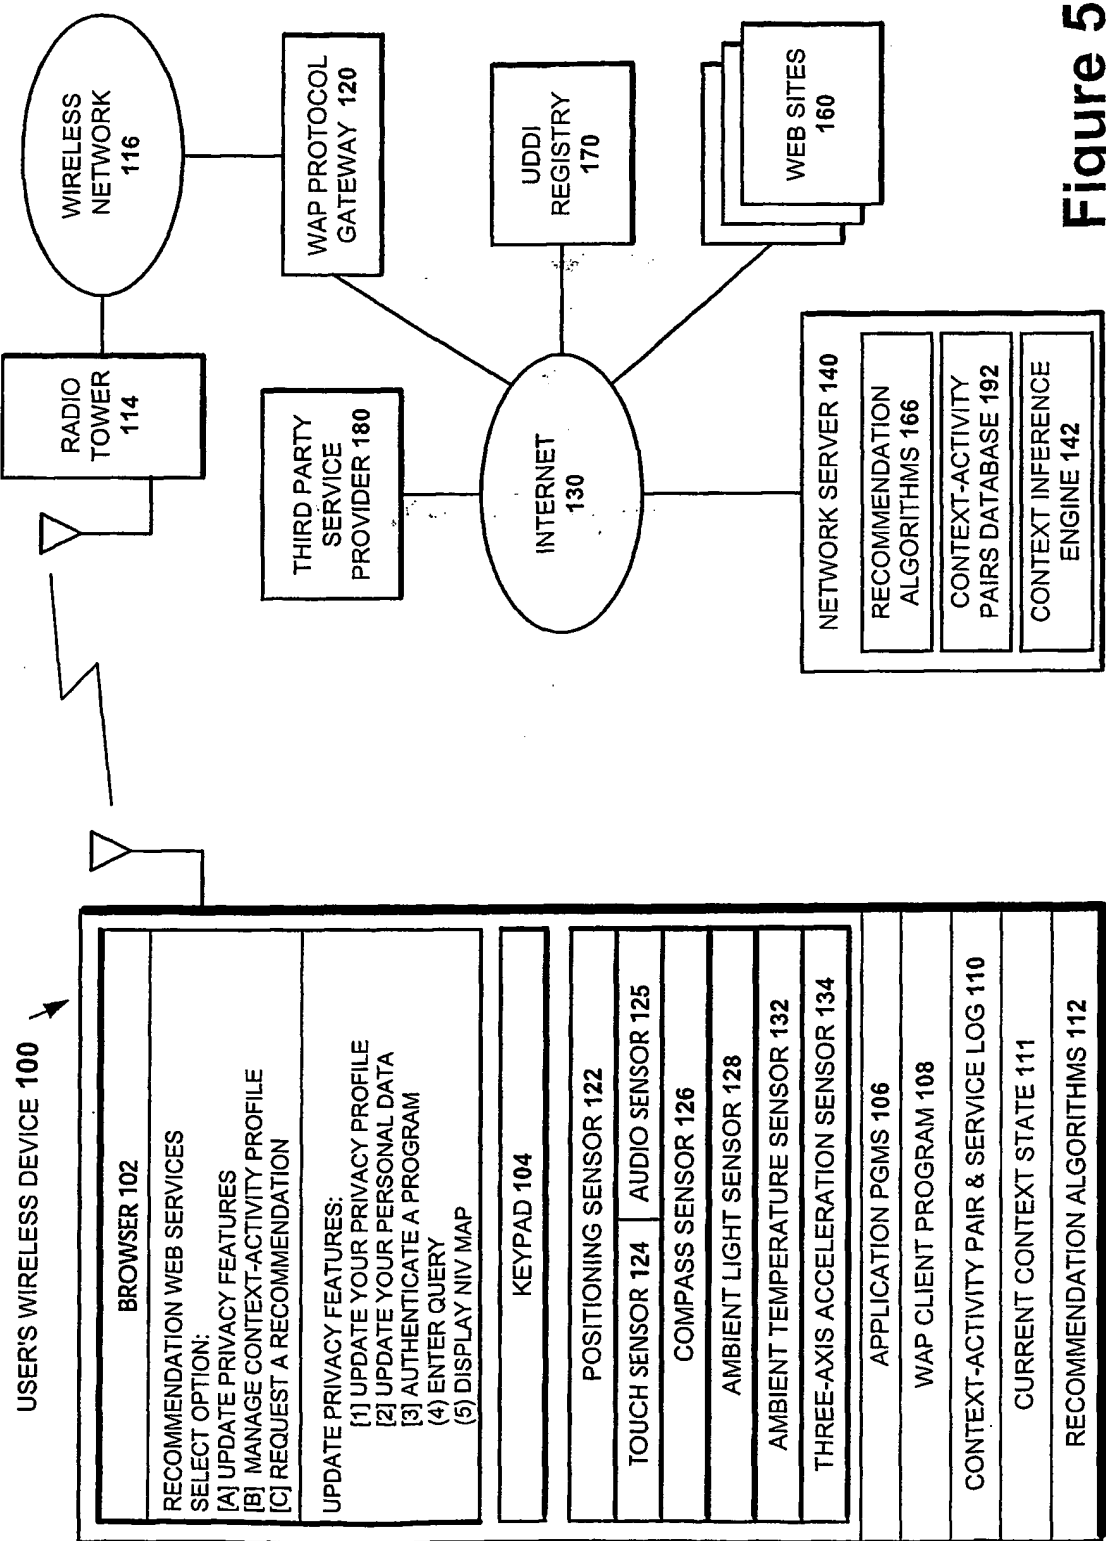 USER'S WIRELESS DEVICE 100
BROWSER 102
RECOMMENDATION WEB SERVICES
SELECT OPTION:
[A] UPDATE PRIVACY FEATURES
[B] MANAGE CONTEXT-ACTIVITY PROFILE
[C] REQUEST A RECOMMENDATION
UPDATE PRIVACY FEATURES:
[1] UPDATE YOUR PRIVACY PROFILE
[2] UPDATE YOUR PERSONAL DATA
[3] AUTHENTICATE A PROGRAM
(4) ENTER QUERY
(5) DISPLAY NIV MAP
KEYPAD 104
POSITIONING SENSOR 122
TOUCH SENSOR 124
AUDIO SENSOR 125
COMPASS SENSOR 126
AMBIENT LIGHT SENSOR 128
AMBIENT TEMPERATURE SENSOR 132
THREE-AXIS ACCELERATION SENSOR 134
APPLICATION PGMS 106
WAP CLIENT PROGRAM 108
CONTEXT-ACTIVITY PAIR & SERVICE LOG 110
CURRENT CONTEXT STATE 111
RECOMMENDATION ALGORITHMS 112
RADIO
TOWER
114
WIRELESS
NETWORK
116
WAP PROTOCOL
GATEWAY 120
THIRD PARTY
SERVICE
PROVIDER 180
INTERNET
130
UDDI
REGISTRY
170
WEB SITES
160
NETWORK SERVER 140
RECOMMENDATION
ALGORITHMS 166
CONTEXT-ACTIVITY
PAIRS DATABASE 192
CONTEXT INFERENCE
ENGINE 142
Figure 5